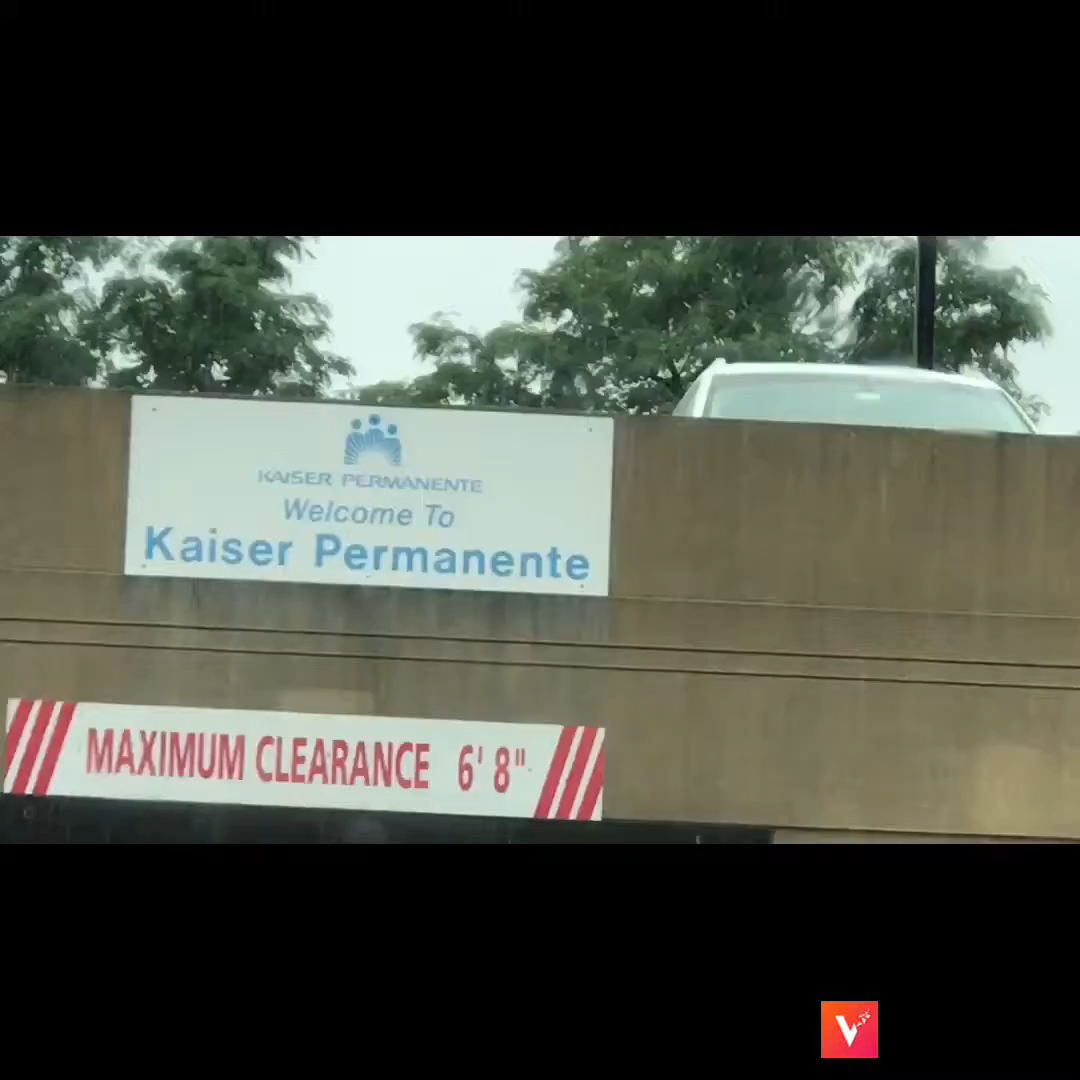 KAISER PERMANENTE
Welcome To
Kaiser Permanente
MAXIMUM CLEARANCE 6' 8"
V